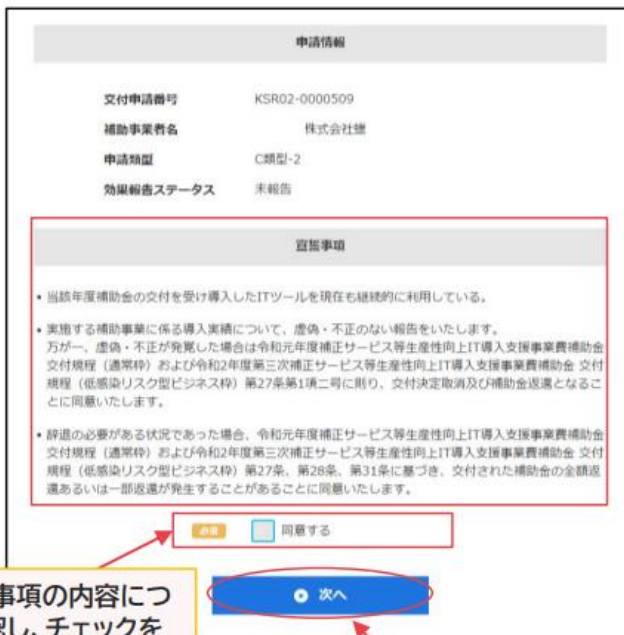 申請情報
交付申請番号 KSR02-0000509
補助事業者名 株式会社
申請類型 C類型-2
効果報告ステータス 未報告
宣誓事項
• 当該年度補助金の交付を受け導入したITツールを現在も継続的に利用している。
• 実施する補助事業に係る導入実績について、虚偽・不正のない報告をいたします。
万が一、虚偽・不正が発覚した場合は令和元年度補正サービス等生産性向上IT導入支援事業費補助金
交付規程（通常枠）および令和2年度第三次補正サービス等生産性向上IT導入支援事業費補助金 交付
規程（低感染リスク型ビジネス枠）第27条第1項二号に則り、交付決定取消及び補助金返還となるこ
とに同意いたします。
• 辞退の必要がある状況であった場合、令和元年度補正サービス等生産性向上IT導入支援事業費補助金
交付規程（通常枠）および令和2年度第三次補正サービス等生産性向上IT導入支援事業費補助金 交付
規程（低感染リスク型ビジネス枠）第27条、第28条、第31条に基づき、交付された補助金の全額返
還あるいは一部返還が発生することがあることに同意いたします。
必須 同意する
次へ
事項の内容につ
認し、チェックを